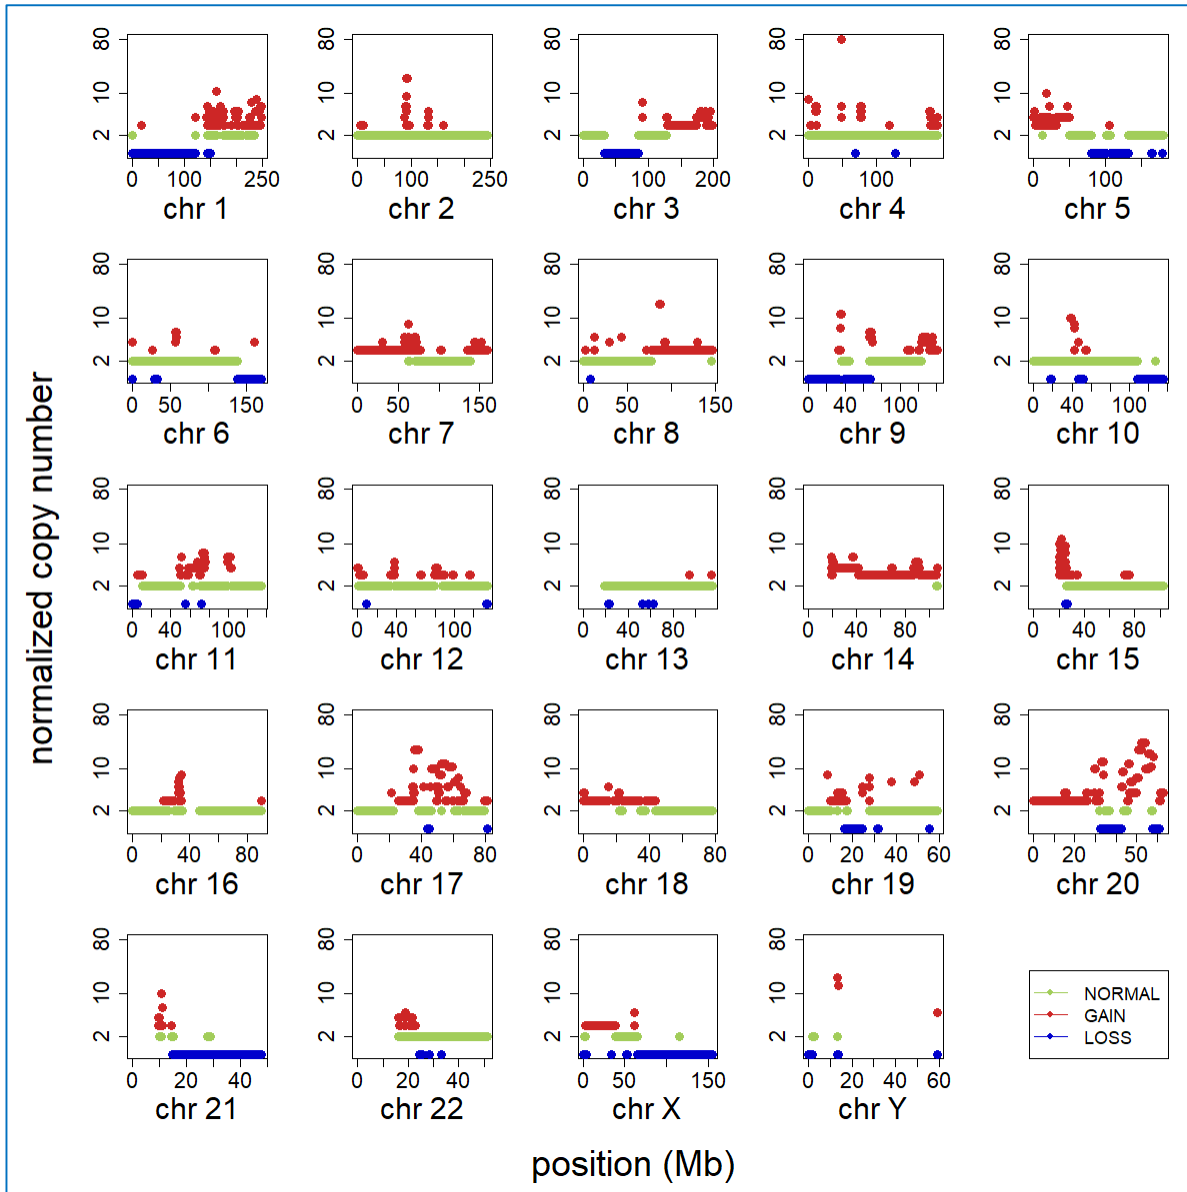 normalized copy number
80
10
2
0 100 250
chr 1
80
10
2
0 100 250
chr 2
80
10
2
0 100 200
chr 3
80
10
2
0 100
chr 4
80
10
2
0 100
chr 5
80
10
2
0 50 150
chr 6
80
10
2
0 50 150
chr 7
80
10
2
0 50 150
chr 8
80
10
2
0 40 100
chr 9
80
10
2
0 40 100
chr 10
80
10
2
0 40 100
chr 11
80
10
2
0 40 100
chr 12
80
10
2
0 40 80
chr 13
80
10
2
0 40 80
chr 14
80
10
2
0 40 80
chr 15
80
10
2
0 40 80
chr 16
80
10
2
0 40 80
chr 17
80
10
2
0 40 80
chr 18
80
10
2
0 20 40 60
chr 19
80
10
2
0 20 50
chr 20
80
10
2
0 20 40
chr 21
80
10
2
0 20 40
chr 22
80
10
2
0 50 150
chr X
80
10
2
0 20 40 60
chr Y
NORMAL
GAIN
LOSS
position (Mb)